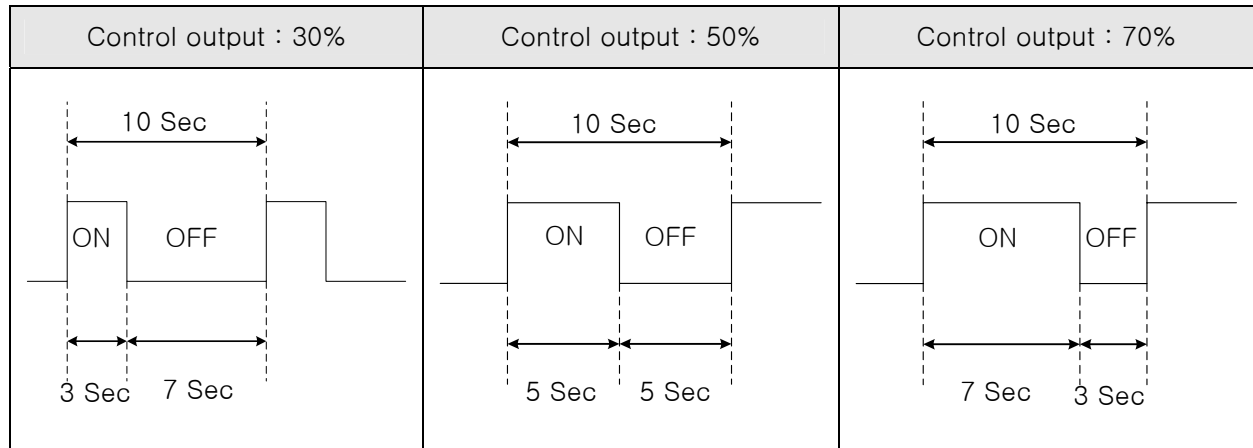 Control output : 30%
Control output : 50%
Control output : 70%
10 Sec
ON
OFF
3 Sec
7 Sec
10 Sec
ON
OFF
5 Sec
5 Sec
10 Sec
ON
OFF
7 Sec
3 Sec